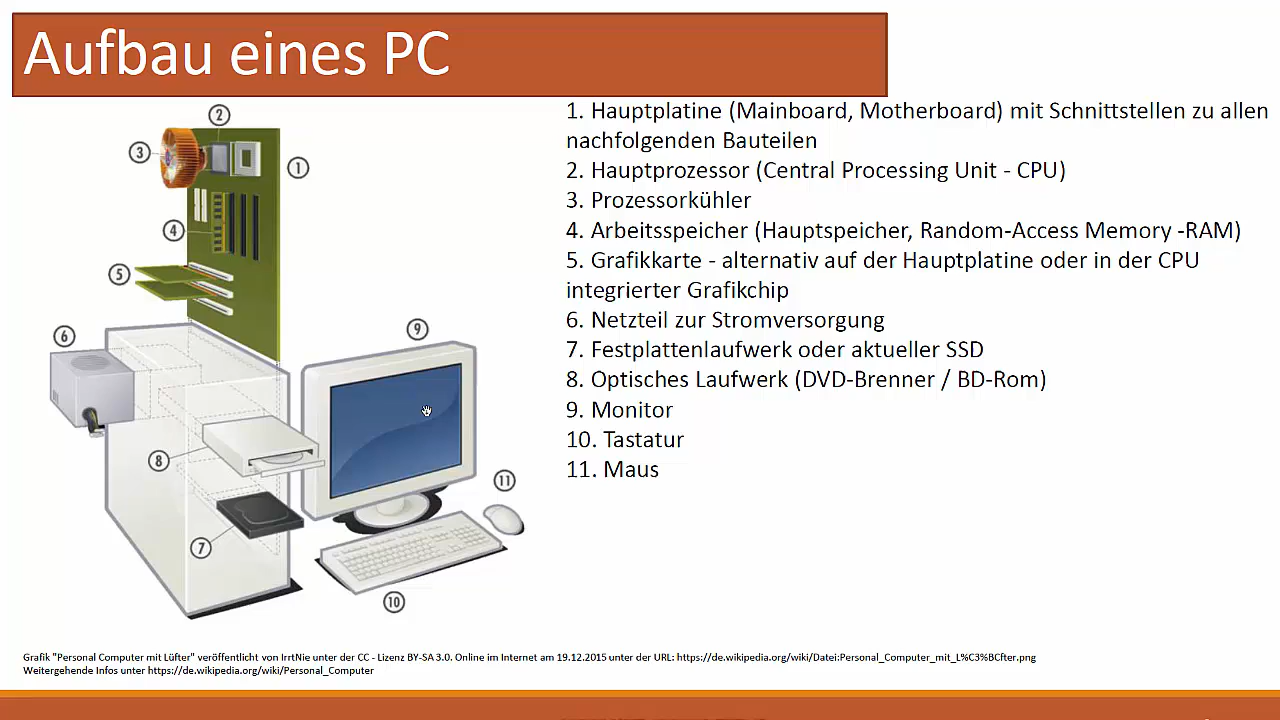 Aufbau eines PC
1. Hauptplatine (Mainboard, Motherboard) mit Schnittstellen zu allen
nachfolgenden Bauteilen
2. Hauptprozessor (Central Processing Unit - CPU)
3. Prozessorkühler
4. Arbeitsspeicher (Hauptspeicher, Random-Access Memory -RAM)
5. Grafikkarte - alternativ auf der Hauptplatine oder in der CPU
integrierter Grafikchip
6. Netzteil zur Stromversorgung
7. Festplattenlaufwerk oder aktueller SSD
8. Optisches Laufwerk (DVD-Brenner / BD-Rom)
9. Monitor
10. Tastatur
11. Maus
2
3
1
4
5
6
9
8
11
7
10
Grafik "Personal Computer mit Lüfter" veröffentlicht von IrrtNie unter der CC - Lizenz BY-SA 3.0. Online im Internet am 19.12.2015 unter der URL: https://de.wikipedia.org/wiki/Datei:Personal_Computer_mit_L%C3%BCfter.png
Weitergehende Infos unter https://de.wikipedia.org/wiki/Personal_Computer